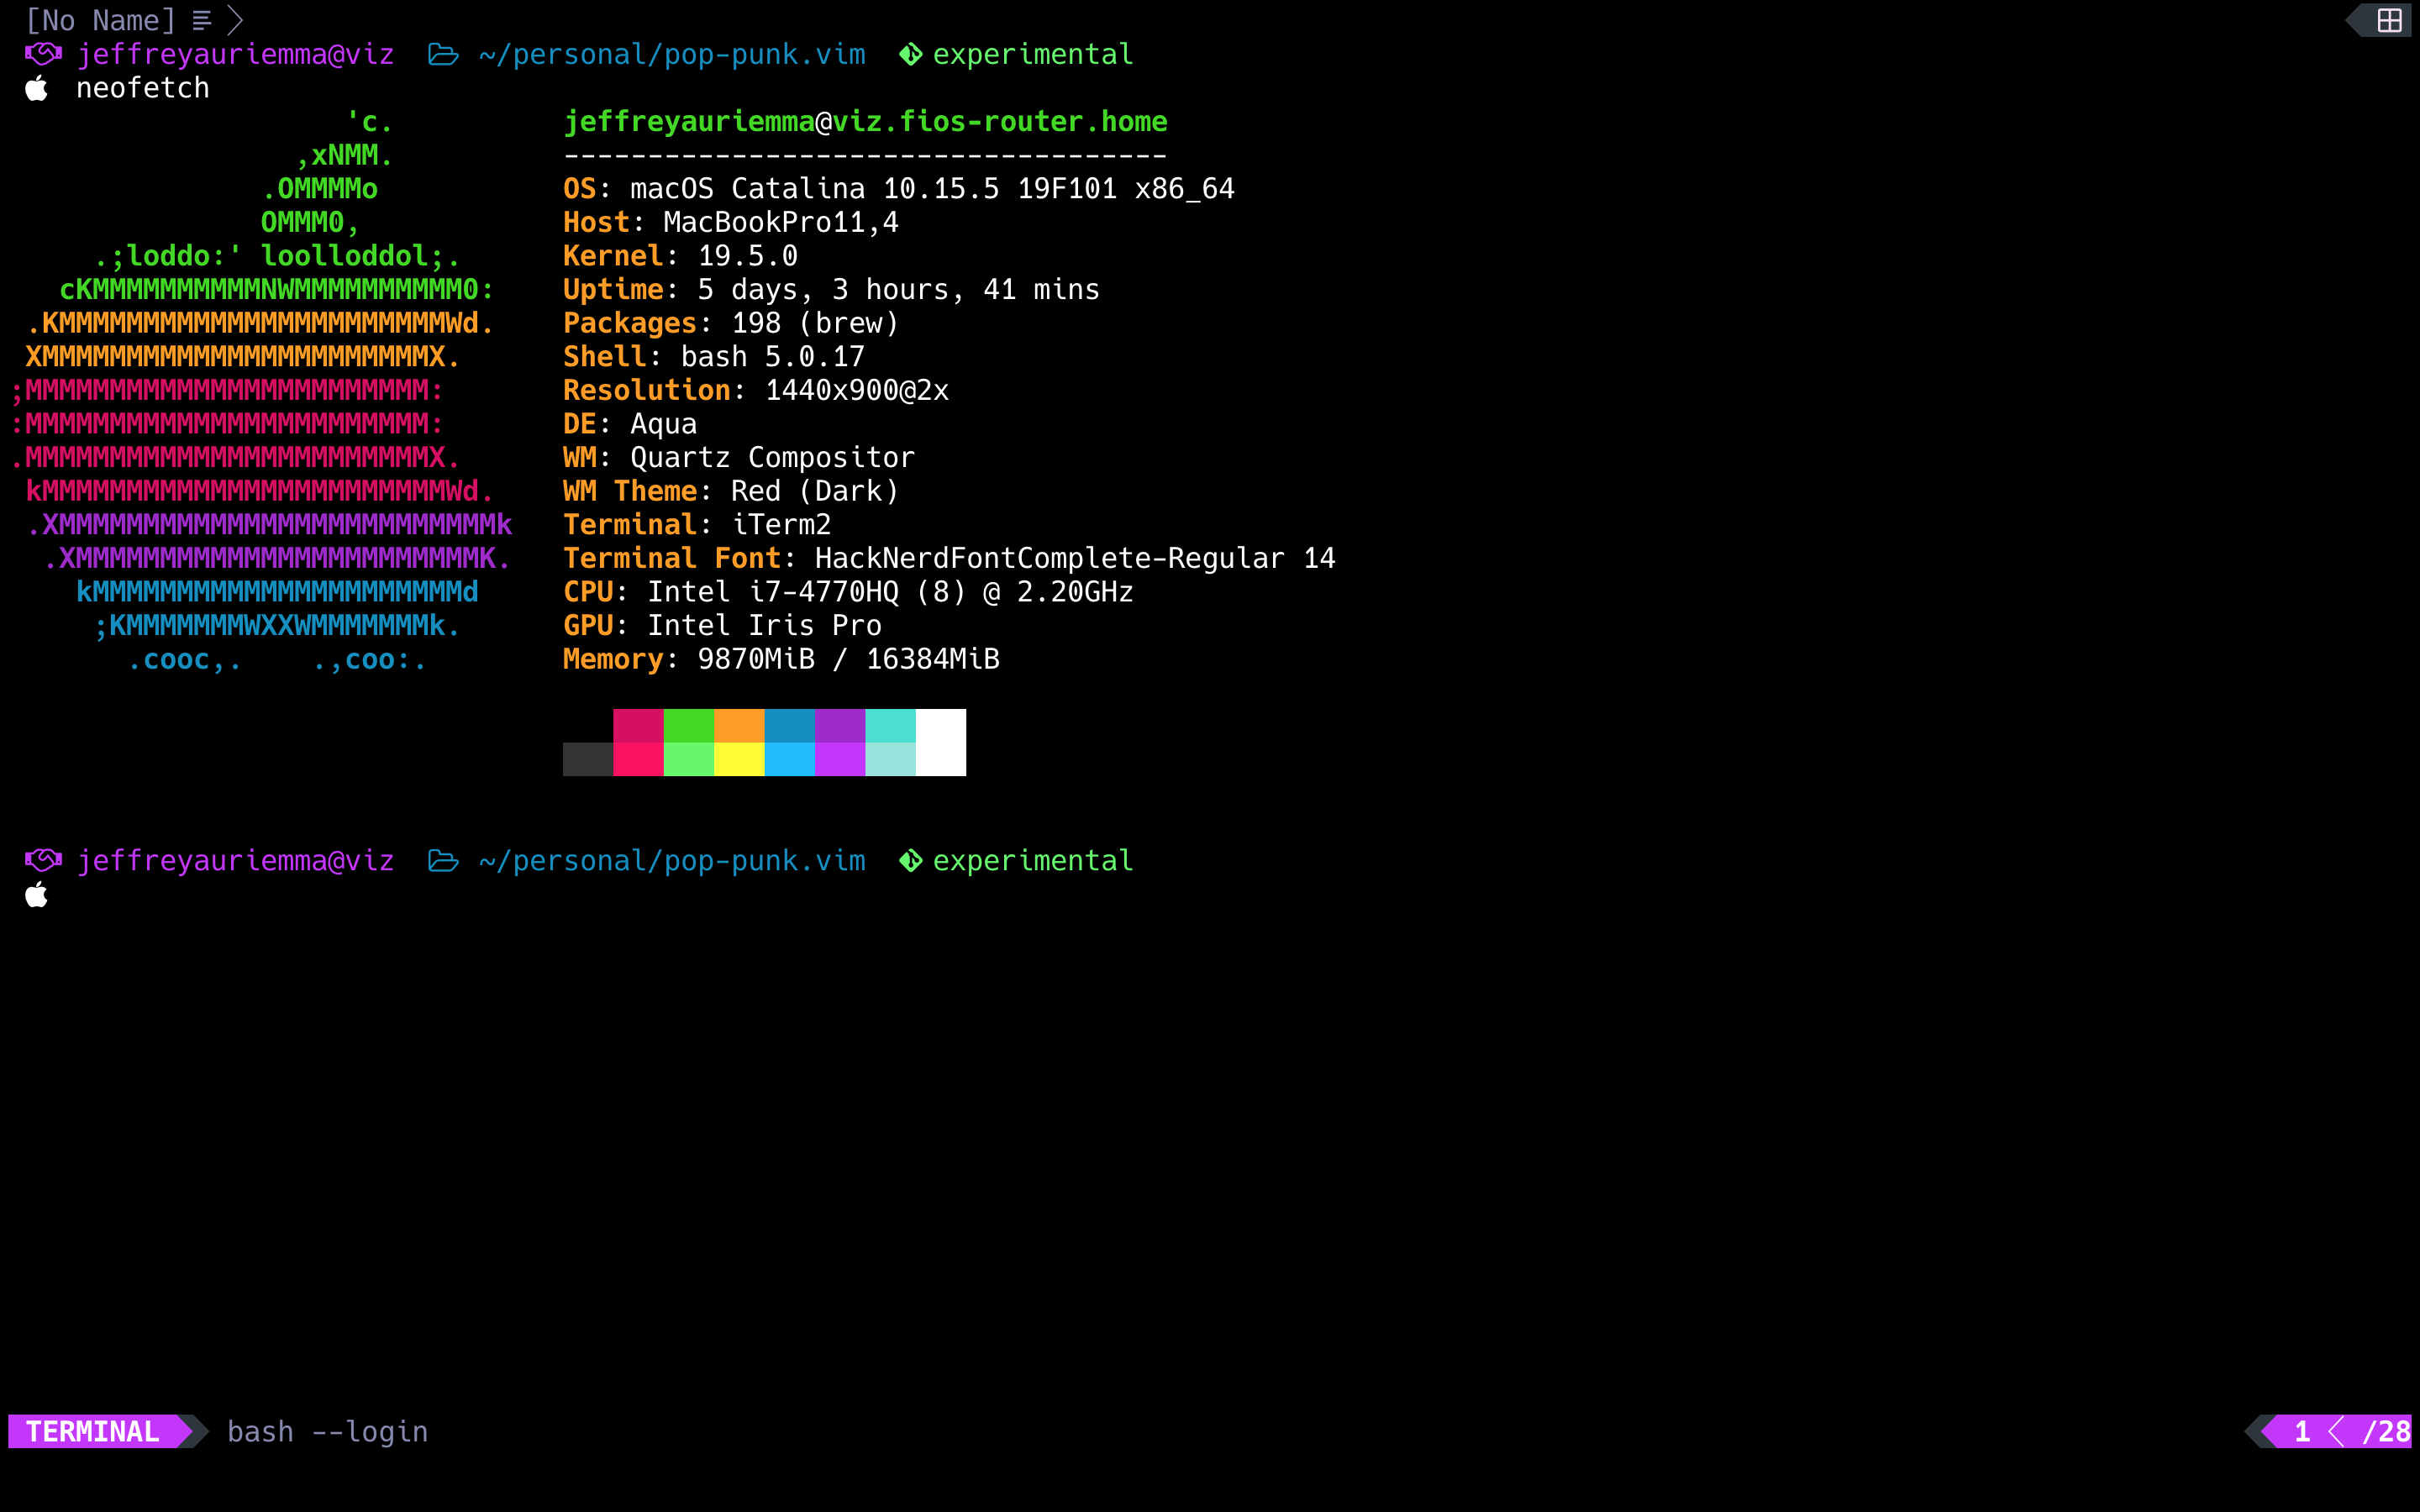 [No Name]
jeffreyauriemma@viz ~/personal/pop-punk.vim experimental
neofetch
'c. jeffreyauriemma@viz.fios-router.home
,xNMM. ------------------------------------
.OMMMMo OS: macOS Catalina 10.15.5 19F101 x86_64
OMMM0, Host: MacBookPro11,4
.;loddo:' loolloddol;. Kernel: 19.5.0
cKMMMMMMMMMMNWMMMMMMMMMM0: Uptime: 5 days, 3 hours, 41 mins
.KMMMMMMMMMMMMMMMMMMMMMMMWd. Packages: 198 (brew)
XMMMMMMMMMMMMMMMMMMMMMMMX. Shell: bash 5.0.17
;MMMMMMMMMMMMMMMMMMMMMMMM: Resolution: 1440x900@2x
:MMMMMMMMMMMMMMMMMMMMMMMM: DE: Aqua
.MMMMMMMMMMMMMMMMMMMMMMMMX. WM: Quartz Compositor
kMMMMMMMMMMMMMMMMMMMMMMMMWd. WM Theme: Red (Dark)
.XMMMMMMMMMMMMMMMMMMMMMMMMMMk Terminal: iTerm2
.XMMMMMMMMMMMMMMMMMMMMMMMMK. Terminal Font: HackNerdFontComplete-Regular 14
kMMMMMMMMMMMMMMMMMMMMMMd CPU: Intel i7-4770HQ (8) @ 2.20GHz
;KMMMMMMMWXXWMMMMMMMk. GPU: Intel Iris Pro
.cooc,. .,coo:. Memory: 9870MiB / 16384MiB
jeffreyauriemma@viz ~/personal/pop-punk.vim experimental
TERMINAL bash --login 1 /28